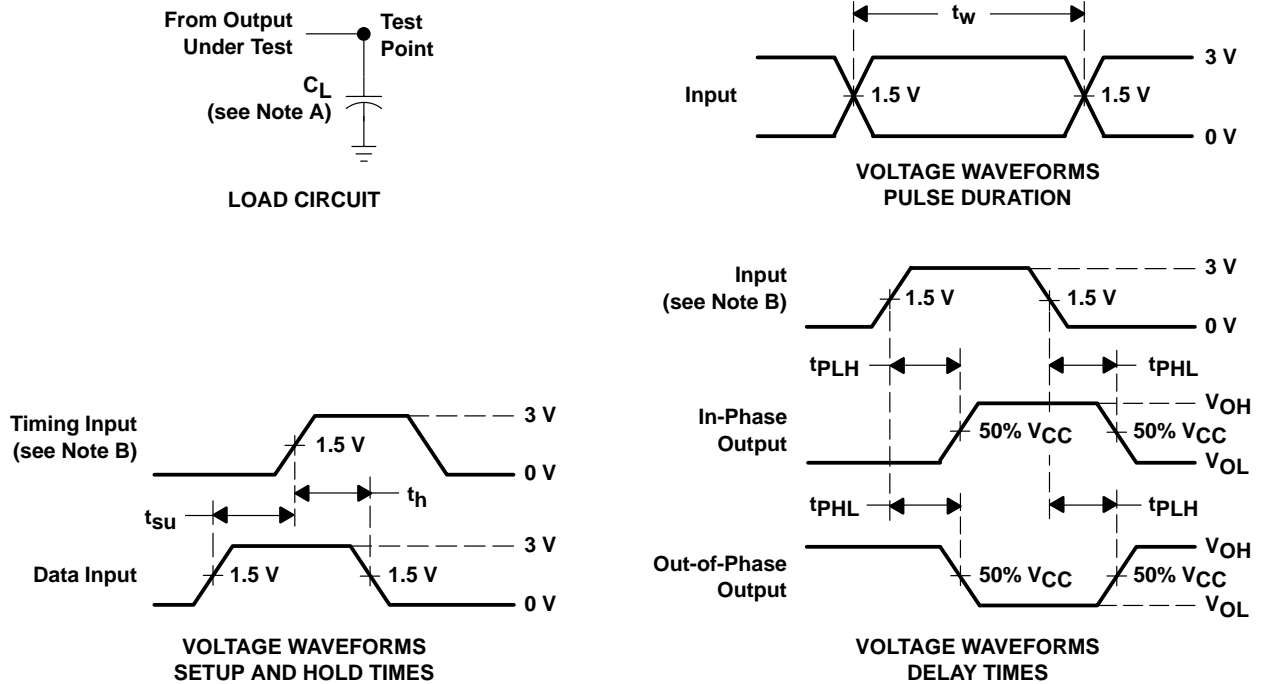 From Output
Under Test
Test
Point
CL
(see Note A)
LOAD CIRCUIT
tw
Input
1.5 V
1.5 V
3 V
0 V
VOLTAGE WAVEFORMS
PULSE DURATION
Timing Input
(see Note B)
1.5 V
3 V
0 V
th
tsu
Data Input
1.5 V
1.5 V
3 V
0 V
VOLTAGE WAVEFORMS
SETUP AND HOLD TIMES
Input
(see Note B)
1.5 V
1.5 V
3 V
0 V
tPLH
tPHL
In-Phase
Output
50% VCC
50% VCC
VOH
VOL
tPHL
tPLH
Out-of-Phase
Output
50% VCC
50% VCC
VOH
VOL
VOLTAGE WAVEFORMS
DELAY TIMES